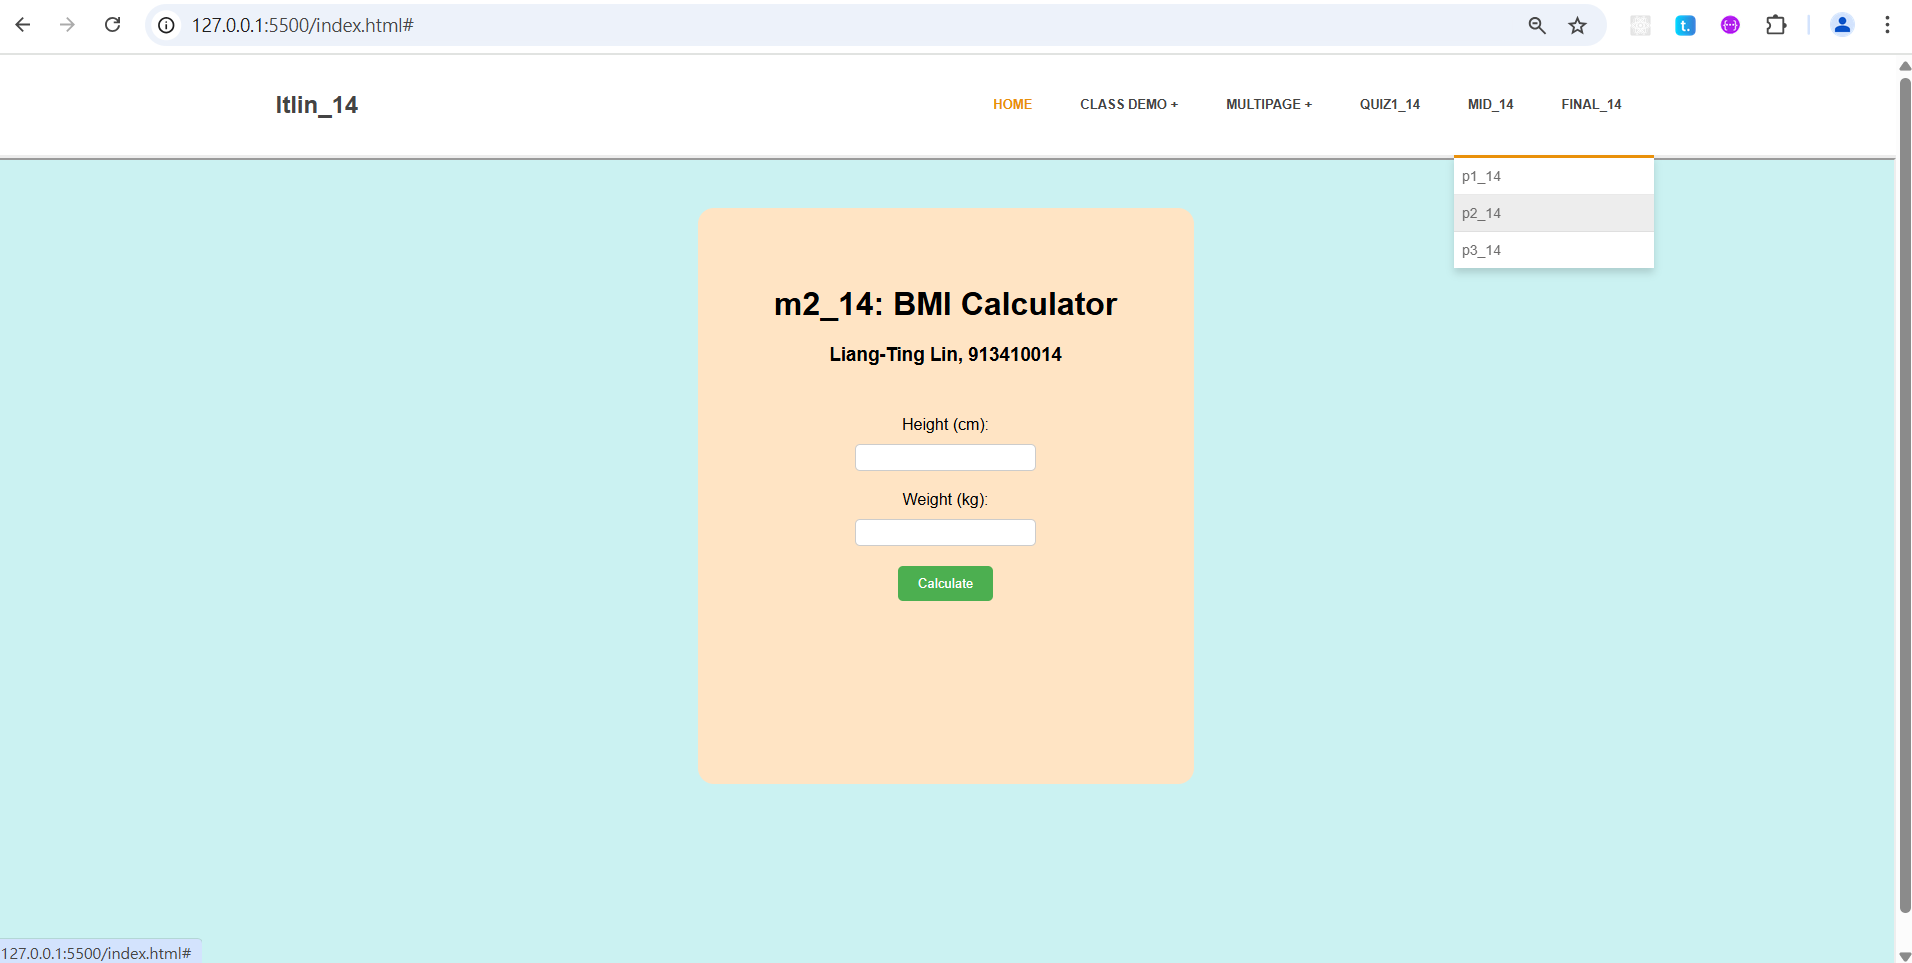 127.0.0.1:5500/index.html#
t.
ltlin_14
HOME
CLASS DEMO +
MULTIPAGE +
QUIZ1_14
MID_14
FINAL_14
p1_14
p2_14
p3_14
m2_14: BMI Calculator
Liang-Ting Lin, 913410014
Height (cm):
Weight (kg):
Calculate
127.0.0.1:5500/index.html#